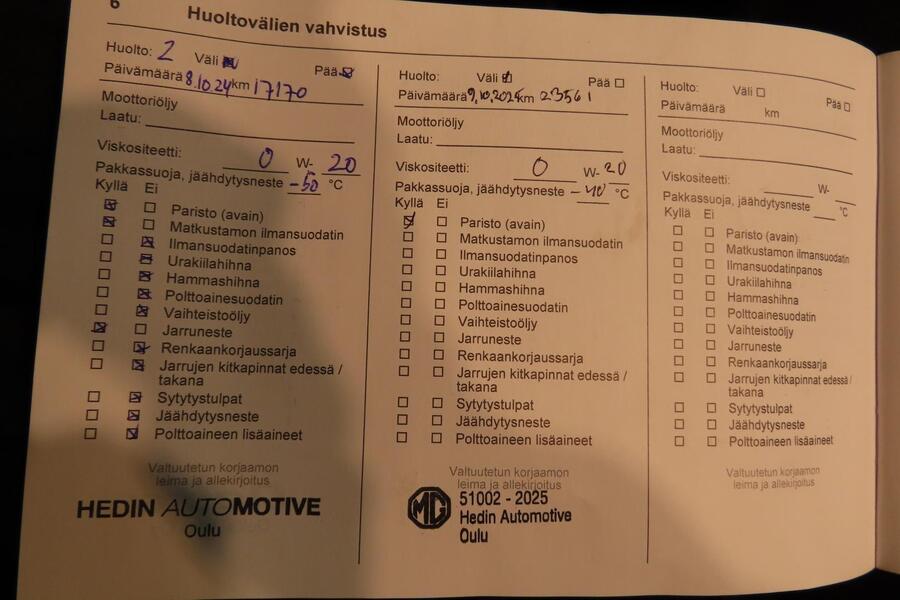 6
Huoltovälien vahvistus
Huolto: 2 Väli Pää
Päivämäärä 8.10.24 km 17170
Moottoriöljy
Laatu:
Viskositeetti: 0 W- 20
Pakkassuoja, jäähdytysneste -50 °C
Kyllä Ei
Paristo (avain)
Matkustamon ilmansuodatin
Ilmansuodatinpanos
Urakiilahihna
Hammashihna
Polttoainesuodatin
Vaihteistoöljy
Jarruneste
Renkaankorjaussarja
Jarrujen kitkapinnat edessä /
takana
Sytytystulpat
Jäähdytysneste
Polttoaineen lisäaineet
Valtuutetun korjaamon
leima ja allekirjoitus
HEDIN AUTOMOTIVE
Oulu
Huolto: Väli Pää
Päivämäärä 9.10.2025 km 23561
Moottoriöljy
Laatu:
Viskositeetti: 0 W- 20
Pakkassuoja, jäähdytysneste -40 °C
Kyllä Ei
Paristo (avain)
Matkustamon ilmansuodatin
Ilmansuodatinpanos
Urakiilahihna
Hammashihna
Polttoainesuodatin
Vaihteistoöljy
Jarruneste
Renkaankorjaussarja
Jarrujen kitkapinnat edessä /
takana
Sytytystulpat
Jäähdytysneste
Polttoaineen lisäaineet
Valtuutetun korjaamon
leima ja allekirjoitus
MG
51002 - 2025
Hedin Automotive
Oulu
Huolto: Väli Pää
Päivämäärä km
Moottoriöljy
Laatu:
Viskositeetti: W-
Pakkassuoja, jäähdytysneste °C
Kyllä Ei
Paristo (avain)
Matkustamon ilmansuodatin
Ilmansuodatinpanos
Urakiilahihna
Hammashihna
Polttoainesuodatin
Vaihteistoöljy
Jarruneste
Renkaankorjaussarja
Jarrujen kitkapinnat edessä /
takana
Sytytystulpat
Jäähdytysneste
Polttoaineen lisäaineet
Valtuutetun korjaamon
leima ja allekirjoitus